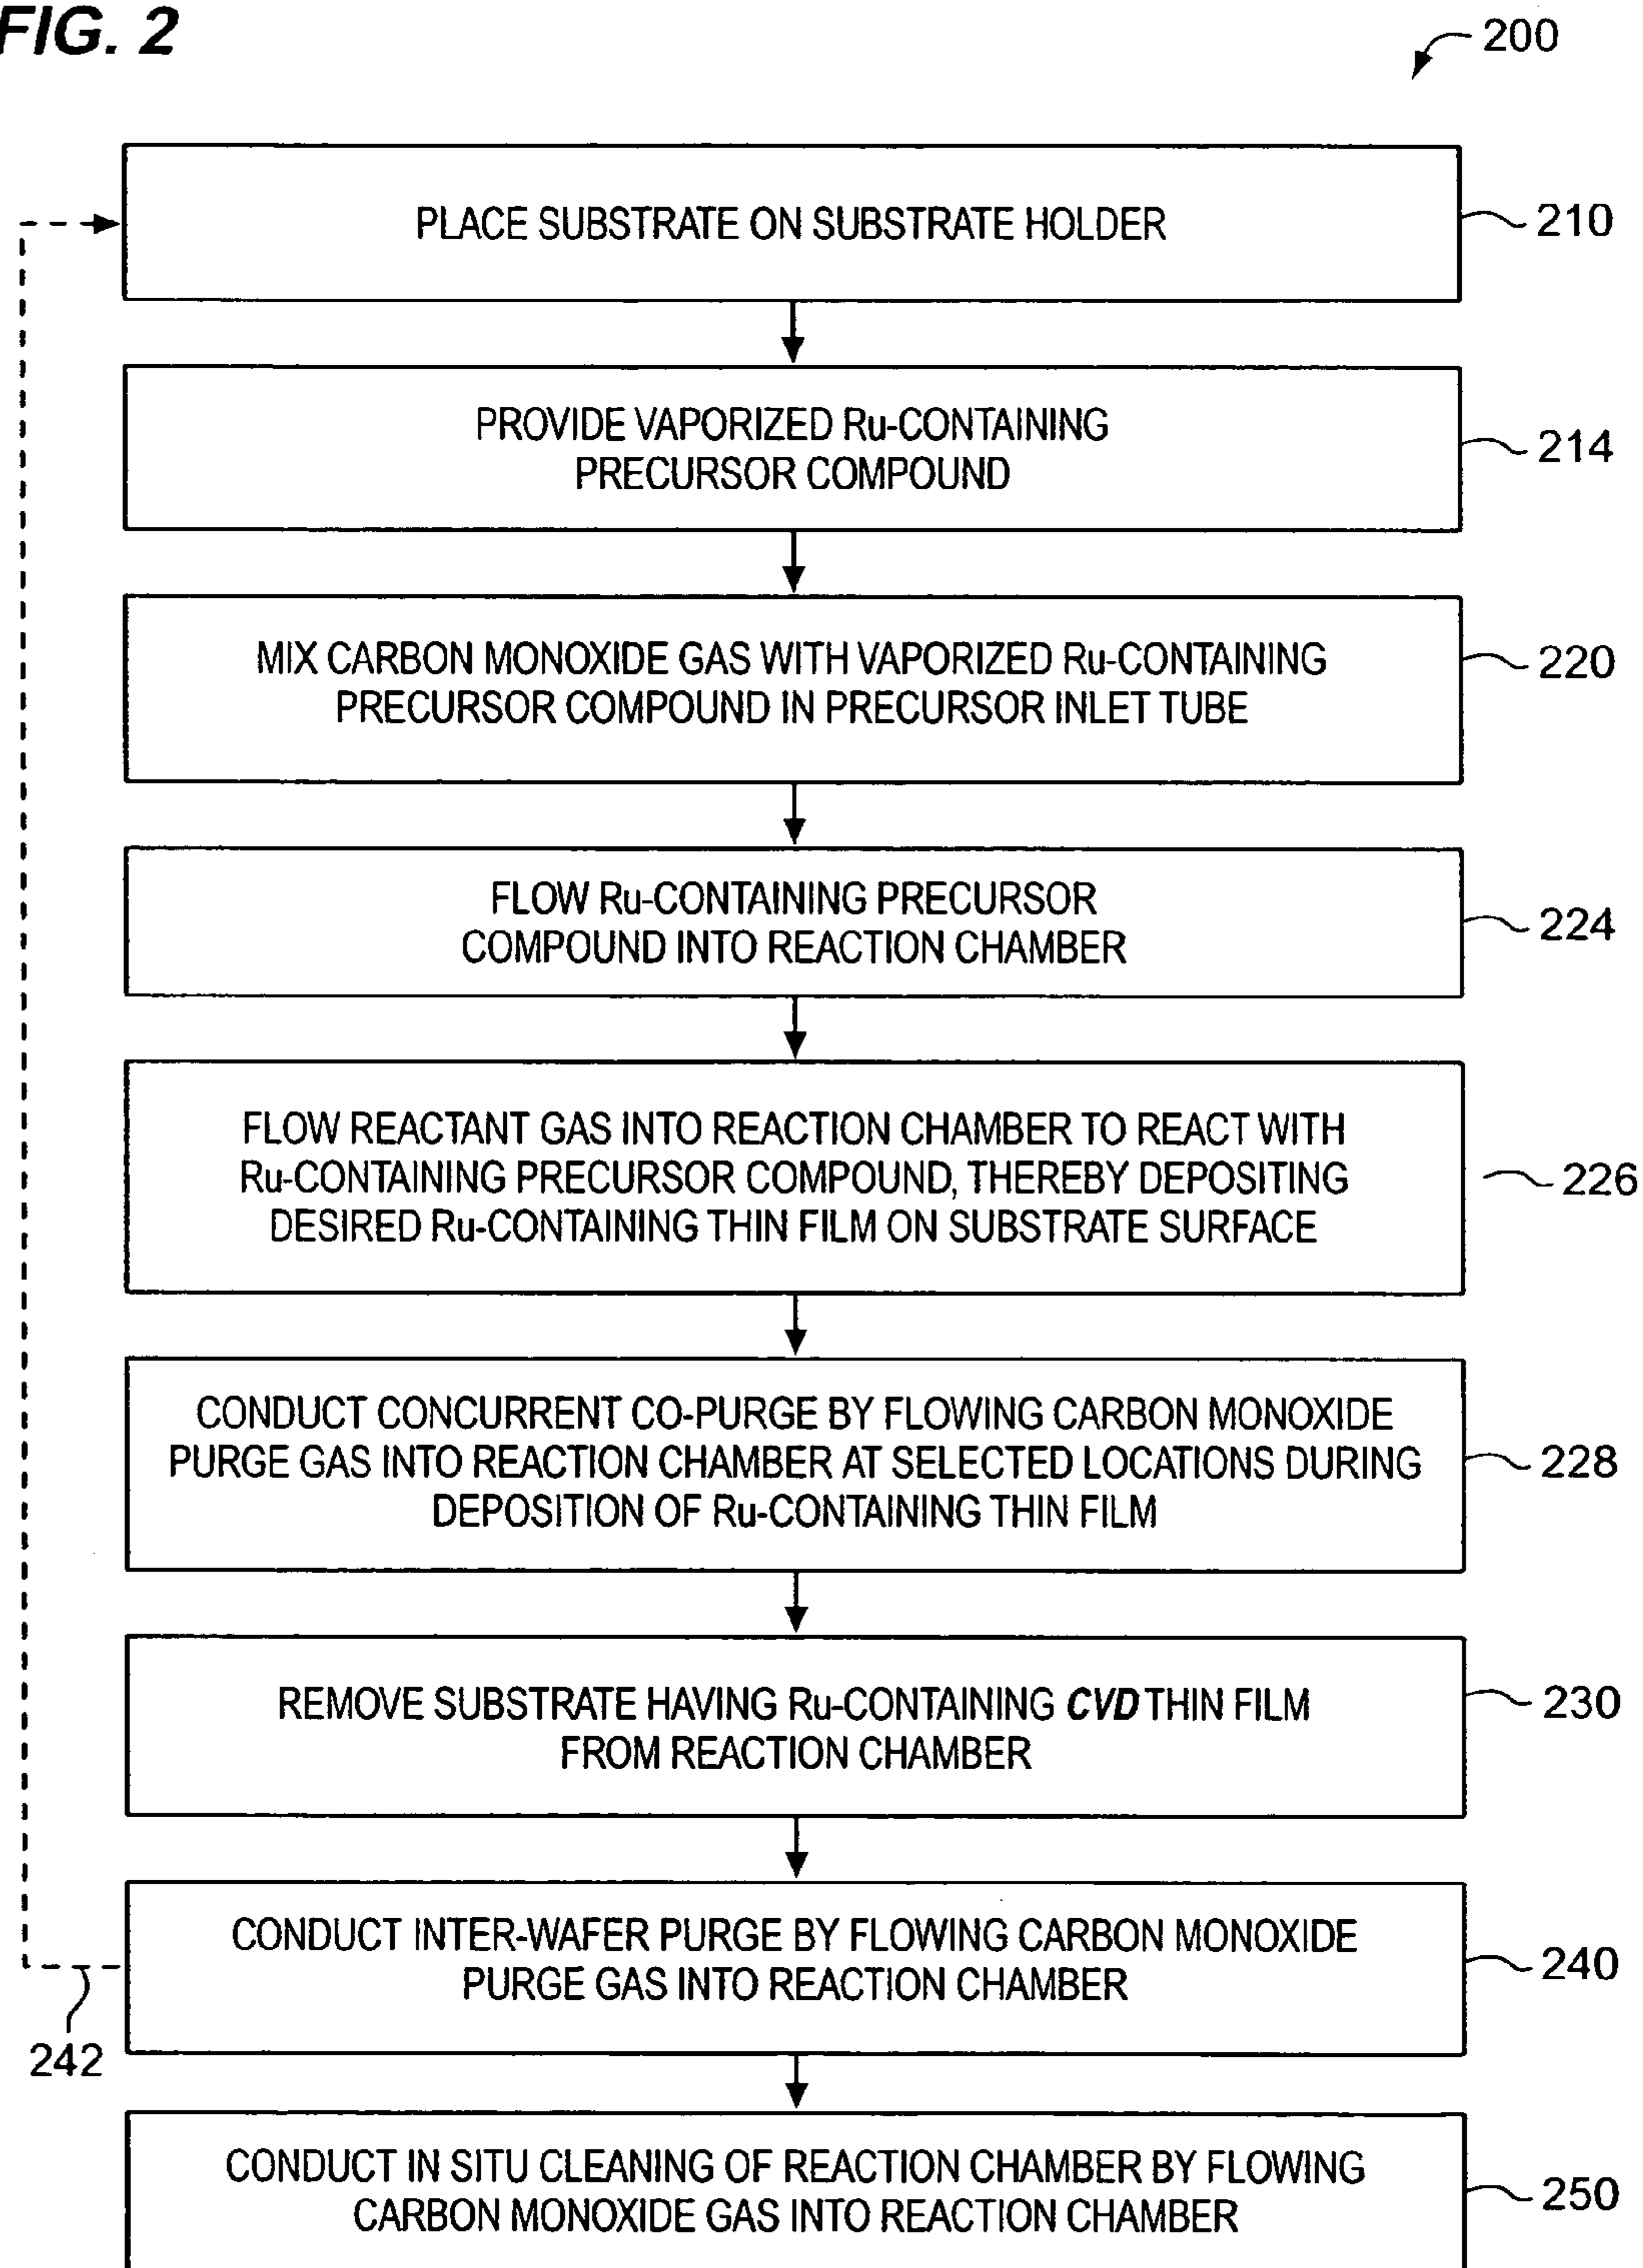 FIG. 2
200
PLACE SUBSTRATE ON SUBSTRATE HOLDER
210
PROVIDE VAPORIZED Ru-CONTAINING
PRECURSOR COMPOUND
214
MIX CARBON MONOXIDE GAS WITH VAPORIZED Ru-CONTAINING
PRECURSOR COMPOUND IN PRECURSOR INLET TUBE
220
FLOW Ru-CONTAINING PRECURSOR
COMPOUND INTO REACTION CHAMBER
224
FLOW REACTANT GAS INTO REACTION CHAMBER TO REACT WITH
Ru-CONTAINING PRECURSOR COMPOUND, THEREBY DEPOSITING
DESIRED Ru-CONTAINING THIN FILM ON SUBSTRATE SURFACE
226
CONDUCT CONCURRENT CO-PURGE BY FLOWING CARBON MONOXIDE
PURGE GAS INTO REACTION CHAMBER AT SELECTED LOCATIONS DURING
DEPOSITION OF Ru-CONTAINING THIN FILM
228
REMOVE SUBSTRATE HAVING Ru-CONTAINING CVD THIN FILM
FROM REACTION CHAMBER
230
CONDUCT INTER-WAFER PURGE BY FLOWING CARBON MONOXIDE
PURGE GAS INTO REACTION CHAMBER
240
242
CONDUCT IN SITU CLEANING OF REACTION CHAMBER BY FLOWING
CARBON MONOXIDE GAS INTO REACTION CHAMBER
250